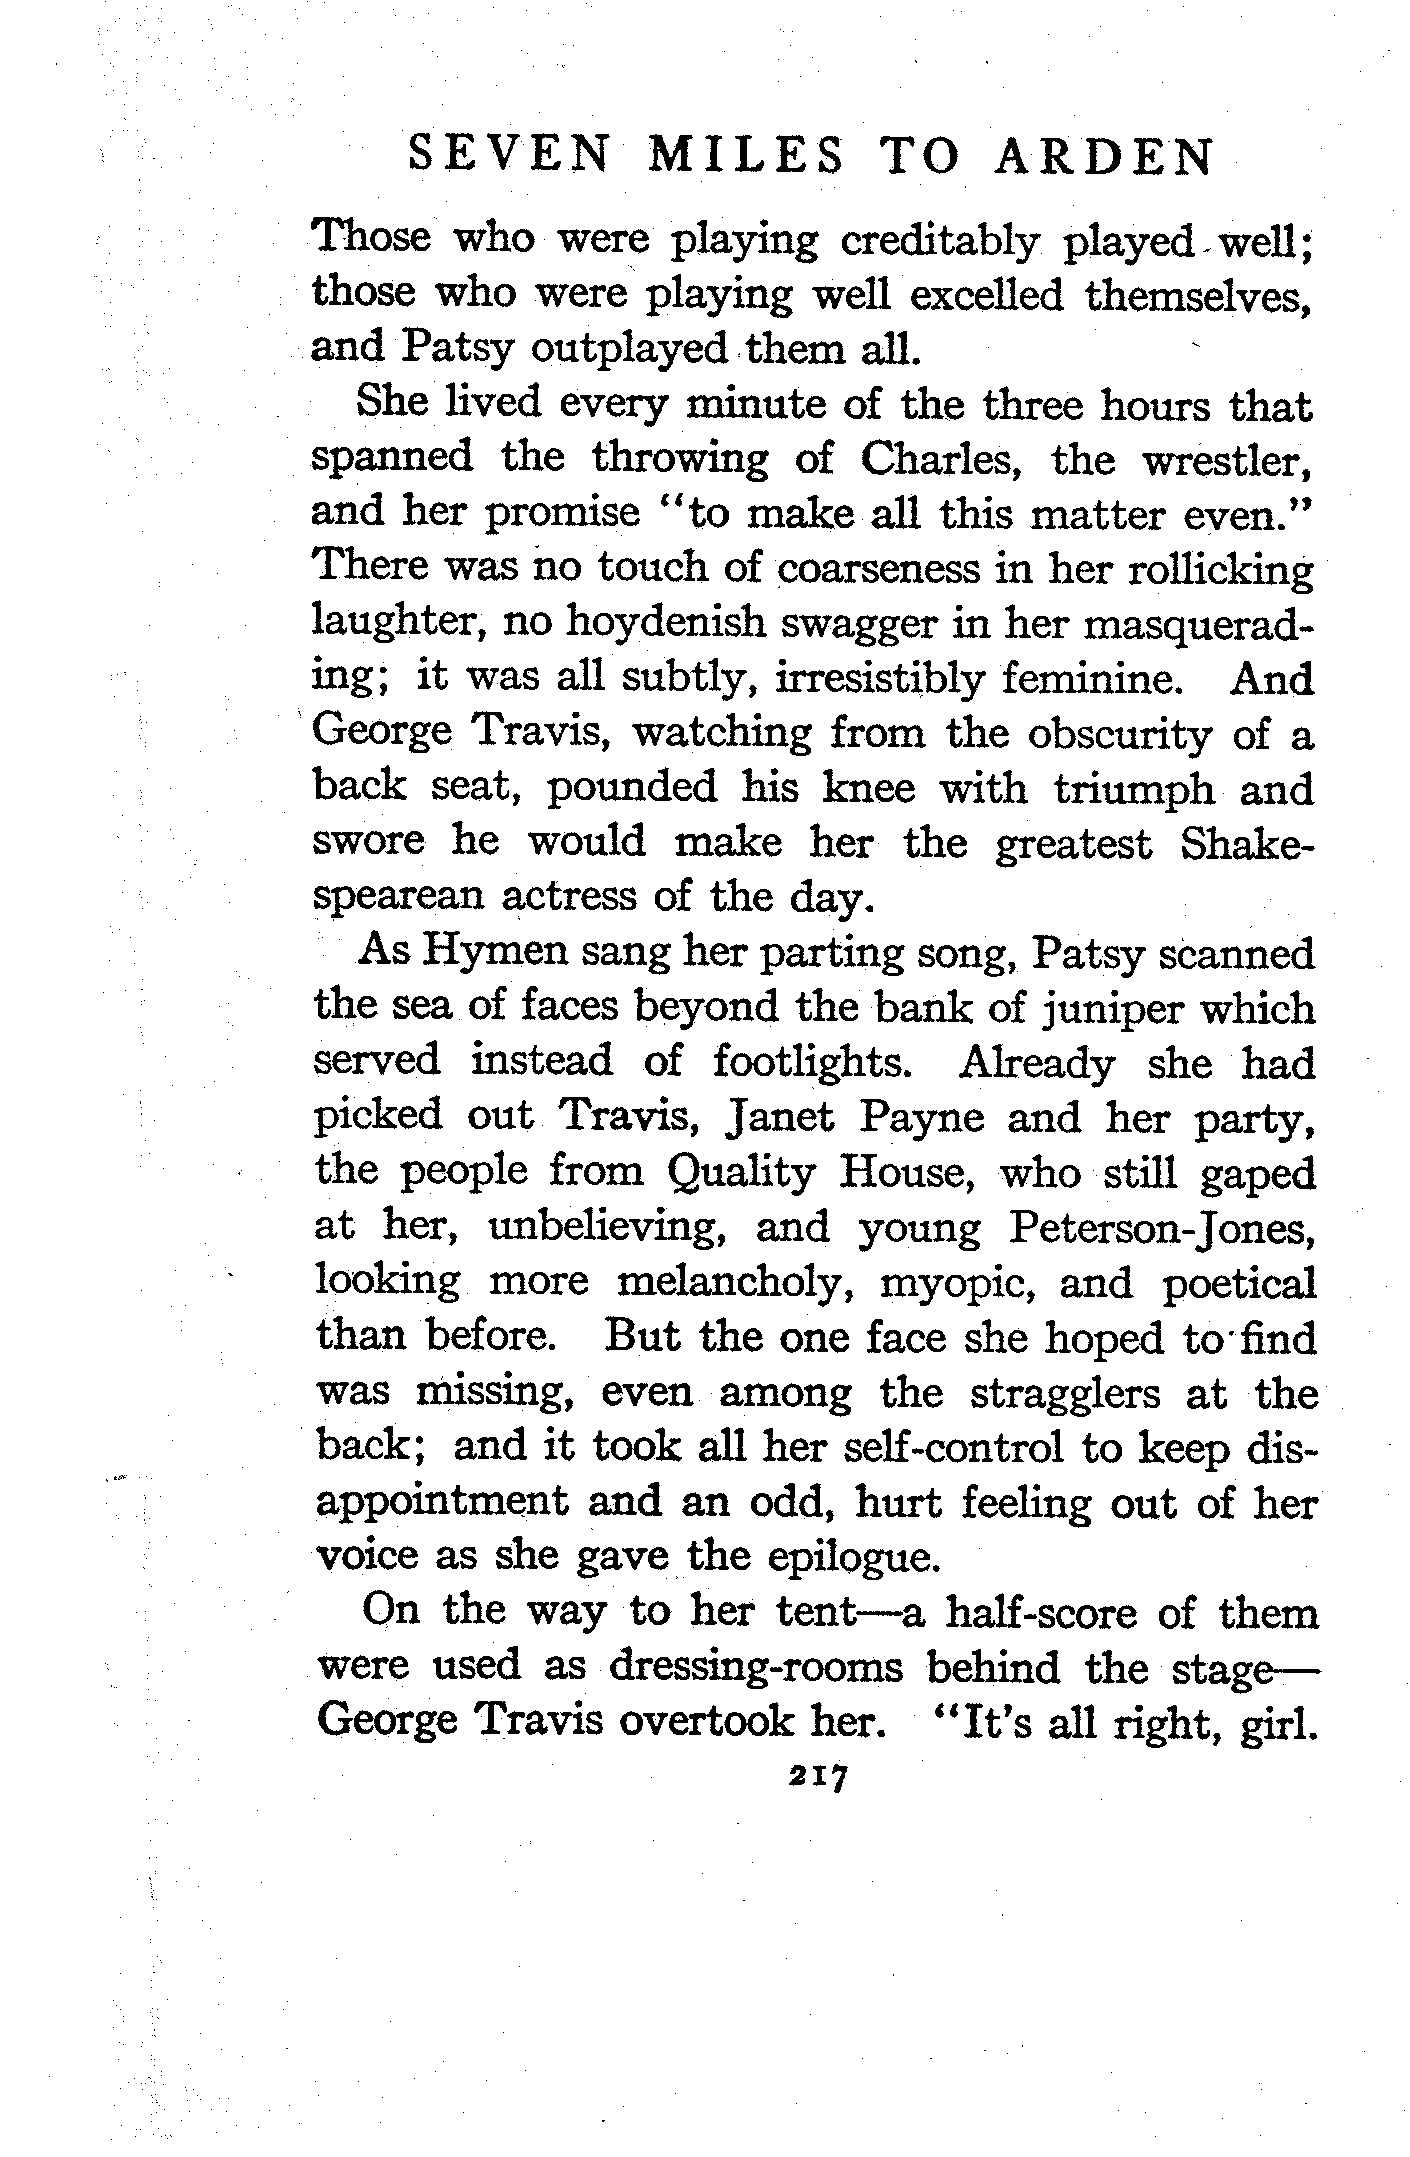 SEVEN MILES TO ARDEN
Those who were playing creditably played well;
those who were playing well excelled themselves,
and Patsy outplayed them all.
She lived every minute of the three hours that
spanned the throwing of Charles, the wrestler,
and her promise "to make all this matter even."
There was no touch of coarseness in her rollicking
laughter, no hoydenish swagger in her masquerad-
ing; it was all subtly, irresistibly feminine. And
George Travis, watching from the obscurity of a
back seat, pounded his knee with triumph and
swore he would make her the greatest Shake-
spearean actress of the day.
As Hymen sang her parting song, Patsy scanned
the sea of faces beyond the bank of juniper which
served instead of footlights. Already she had
picked out Travis, Janet Payne and her party,
the people from Quality House, who still gaped
at her, unbelieving, and young Peterson-Jones,
looking more melancholy, myopic, and poetical
than before. But the one face she hoped to find
was missing, even among the stragglers at the
back; and it took all her self-control to keep dis-
appointment and an odd, hurt feeling out of her
voice as she gave the epilogue.
On the way to her tent—a half-score of them
were used as dressing-rooms behind the stage—
George Travis overtook her. "It's all right, girl.
217